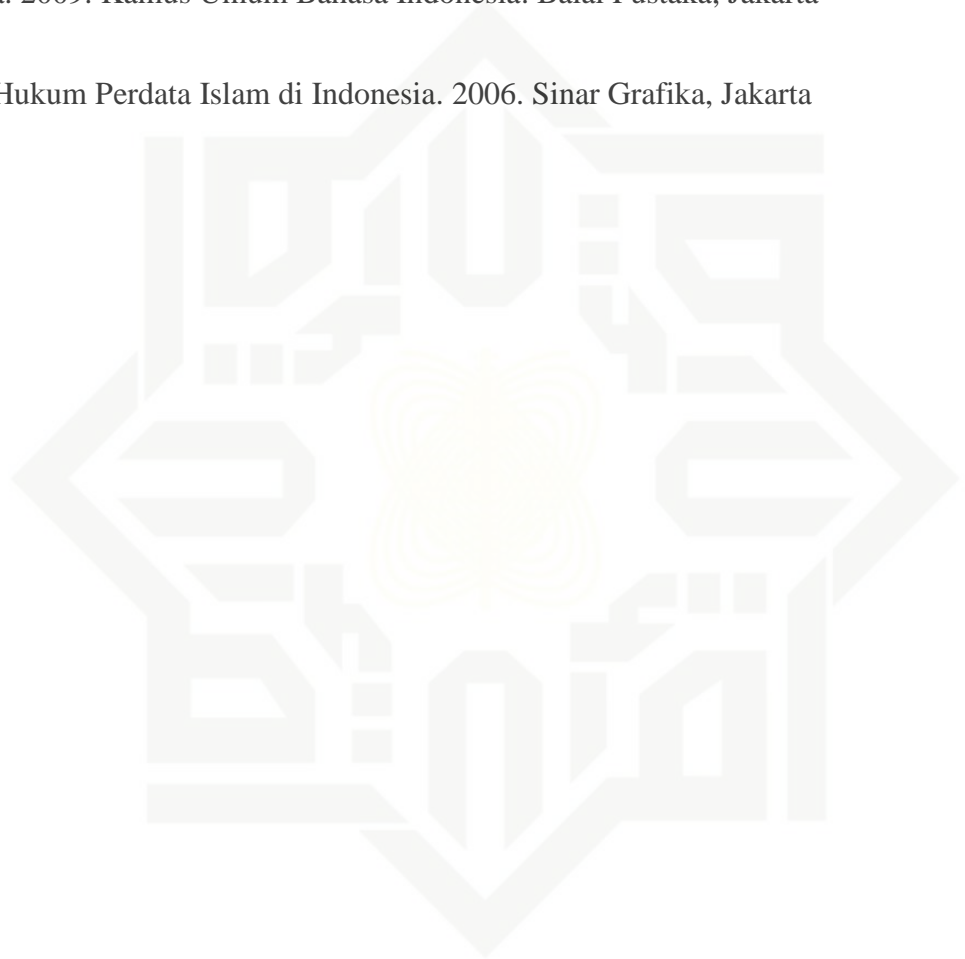 . 2009. Kamus Umum Bahasa Indonesia. Balai Pustaka, Jakarta
Hukum Perdata Islam di Indonesia. 2006. Sinar Grafika, Jakarta